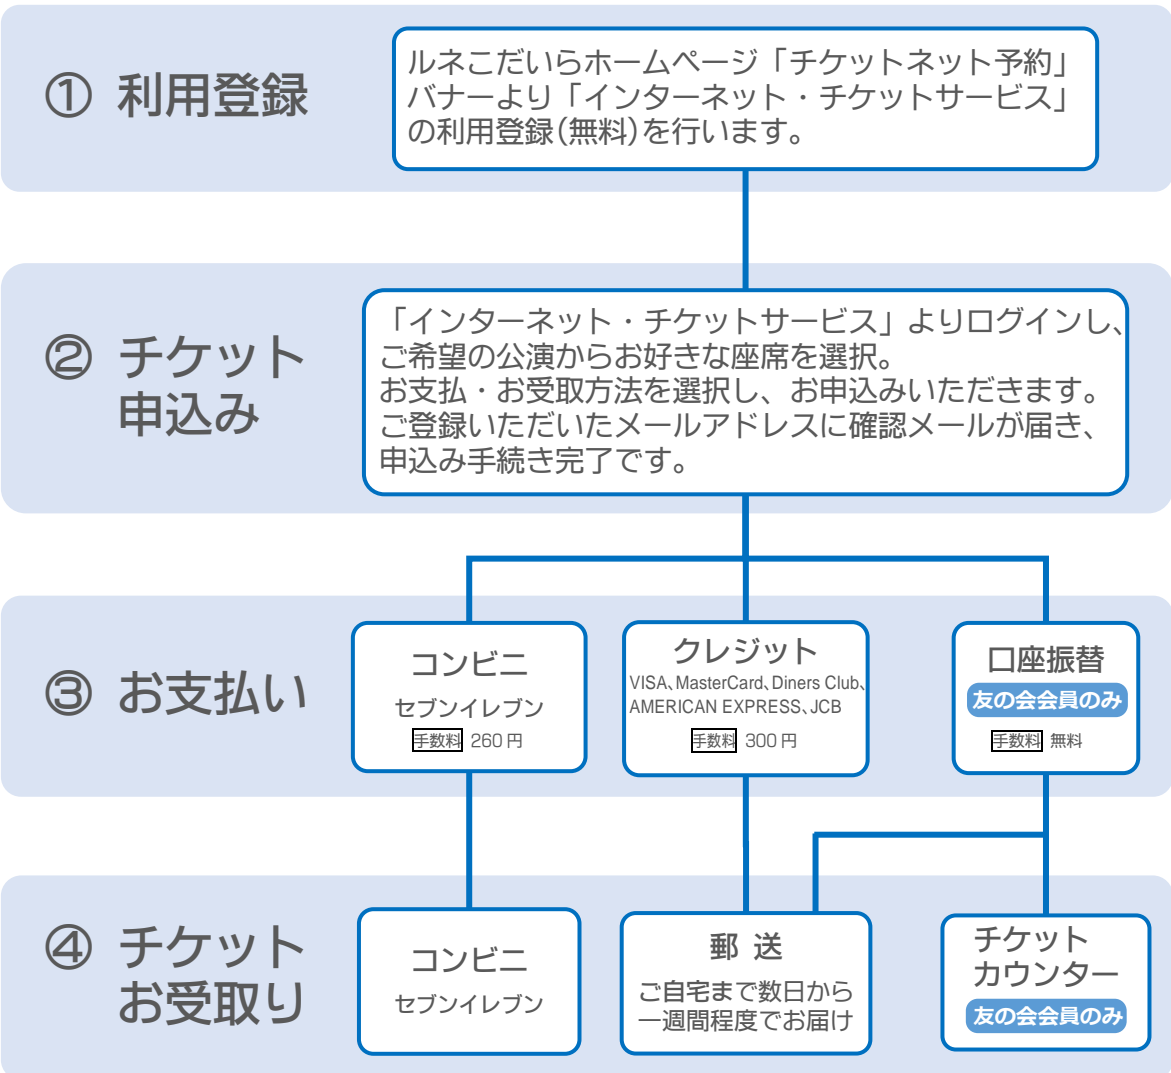 ① 利用登録
ルネこだいらホームページ「チケットネット予約」
バナーより「インターネット・チケットサービス」
の利用登録(無料)を行います。
② チケット
申込み
「インターネット・チケットサービス」よりログインし、
ご希望の公演からお好きな座席を選択。
お支払・お受取方法を選択し、お申込みいただきます。
ご登録いただいたメールアドレスに確認メールが届き、
申込み手続き完了です。
③ お支払い
コンビニ
セブンイレブン
手数料 260円
クレジット
VISA、MasterCard、Diners Club、
AMERICAN EXPRESS、JCB
手数料 300円
口座振替
友の会会員のみ
手数料 無料
④ チケット
お受取り
コンビニ
セブンイレブン
郵 送
ご自宅まで数日から
一週間程度でお届け
チケット
カウンター
友の会会員のみ